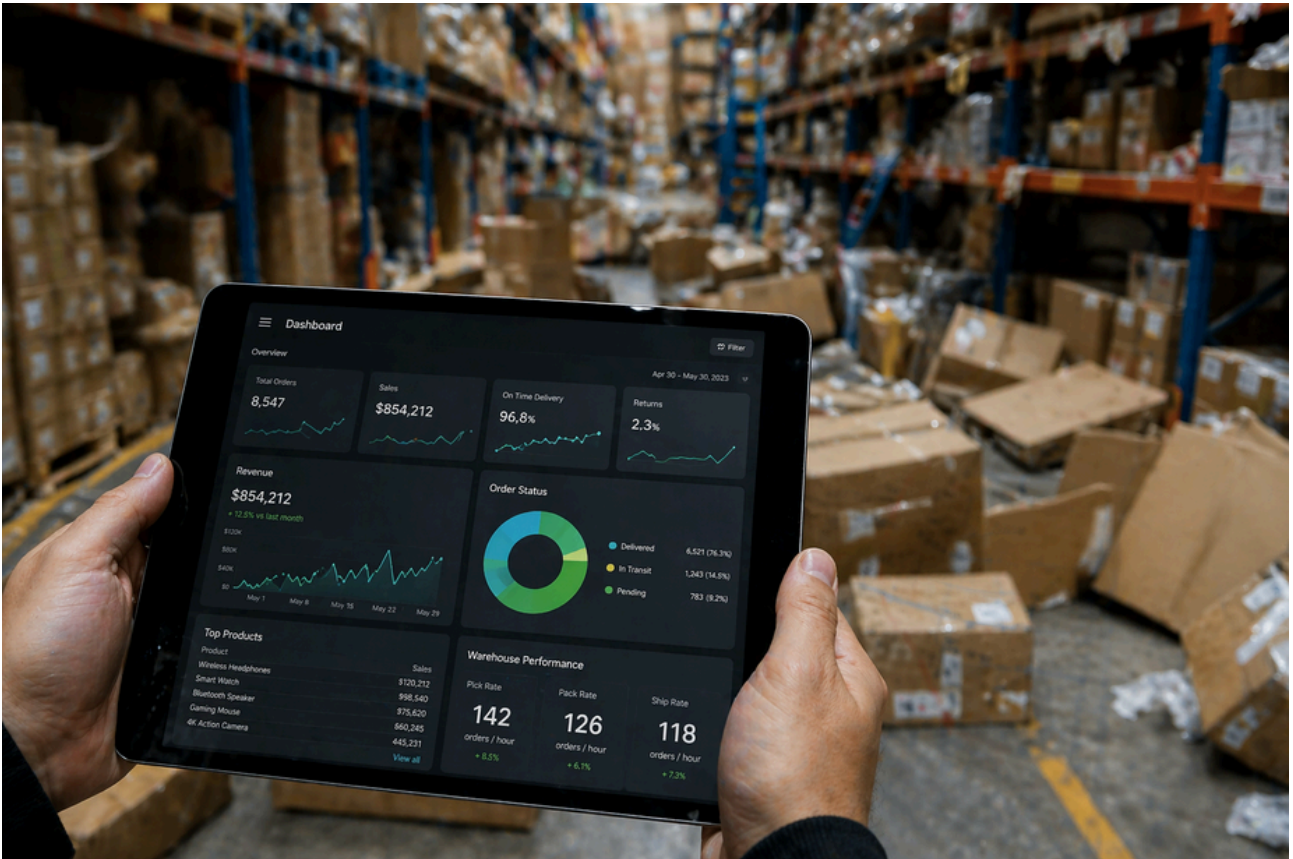 Dashboard
Filter
Overview
Apr 30 – May 30, 2023
Total Orders
8,547
Sales
$854,212
On Time Delivery
96,8%
Returns
2,3%
Revenue
$854,212
+ 12.5% vs last month
$120K
$80K
$40K
$0
May 1 May 8 May 15 May 22 May 29
Order Status
Delivered 6,521 (76.3%)
In Transit 1,243 (14.5%)
Pending 783 (9.2%)
Top Products
Product Sales
Wireless Headphones $120,212
Smart Watch $98,540
Bluetooth Speaker $75,620
Gaming Mouse $60,245
4K Action Camera 445,231
View all
Warehouse Performance
Pick Rate
142
orders / hour
+ 8.5%
Pack Rate
126
orders / hour
+ 6.1%
Ship Rate
118
orders / hour
+ 7.3%